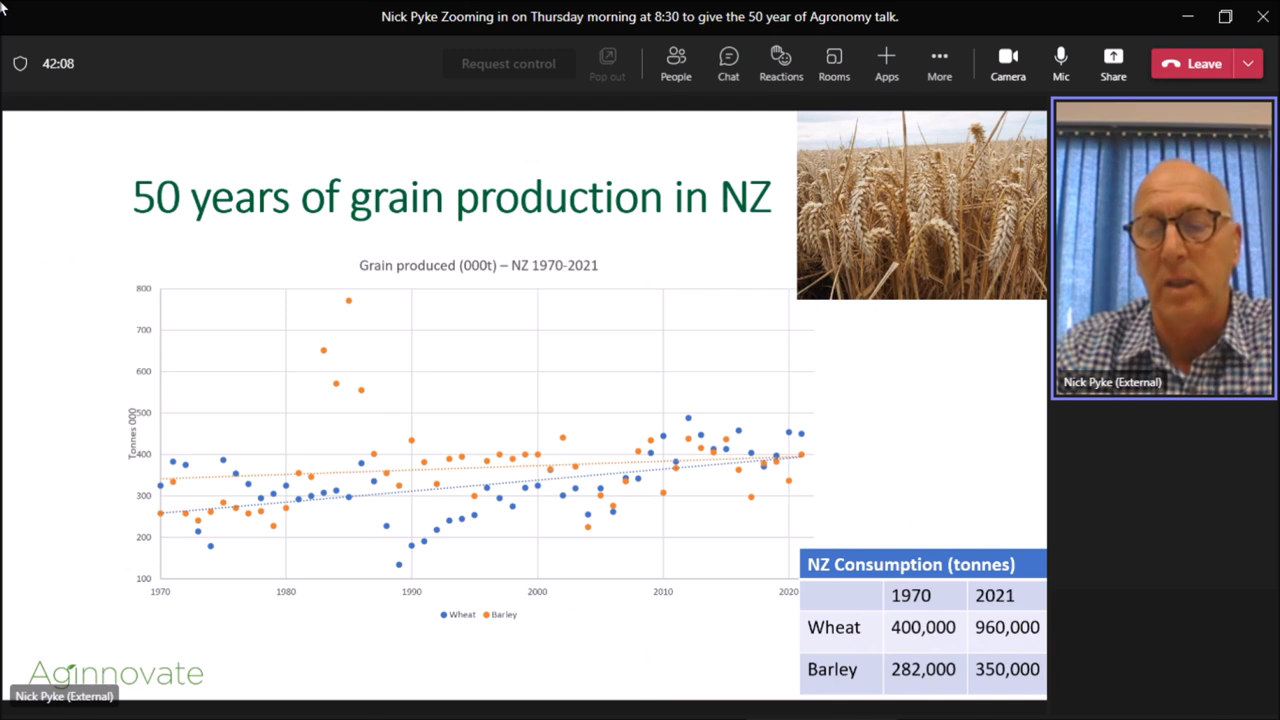 Nick Pyke Zooming in on Thursday morning at 8:30 to give the 50 year of Agronomy talk.
42:08
Request control
Pop out
People
Chat
Reactions
Rooms
Apps
More
Camera
Mic
Share
Leave
50 years of grain production in NZ
Grain produced (000t) – NZ 1970-2021
Tonnes 000
800
700
600
500
400
300
200
100
1970
1980
1990
2000
2010
2020
Wheat
Barley
NZ Consumption (tonnes)
1970 2021
Wheat 400,000 960,000
Barley 282,000 350,000
Aginnovate
Nick Pyke (External)
Nick Pyke (External)